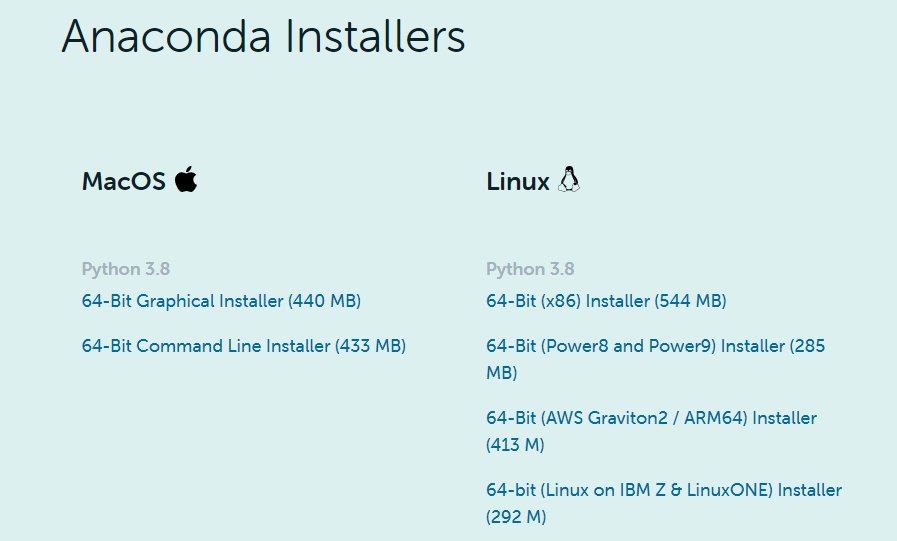 Anaconda Installers
MacOS
Python 3.8
64-Bit Graphical Installer (440 MB)
64-Bit Command Line Installer (433 MB)
Linux
Python 3.8
64-Bit (x86) Installer (544 MB)
64-Bit (Power8 and Power9) Installer (285
MB)
64-Bit (AWS Graviton2 / ARM64) Installer
(413 M)
64-bit (Linux on IBM Z & LinuxONE) Installer
(292 M)